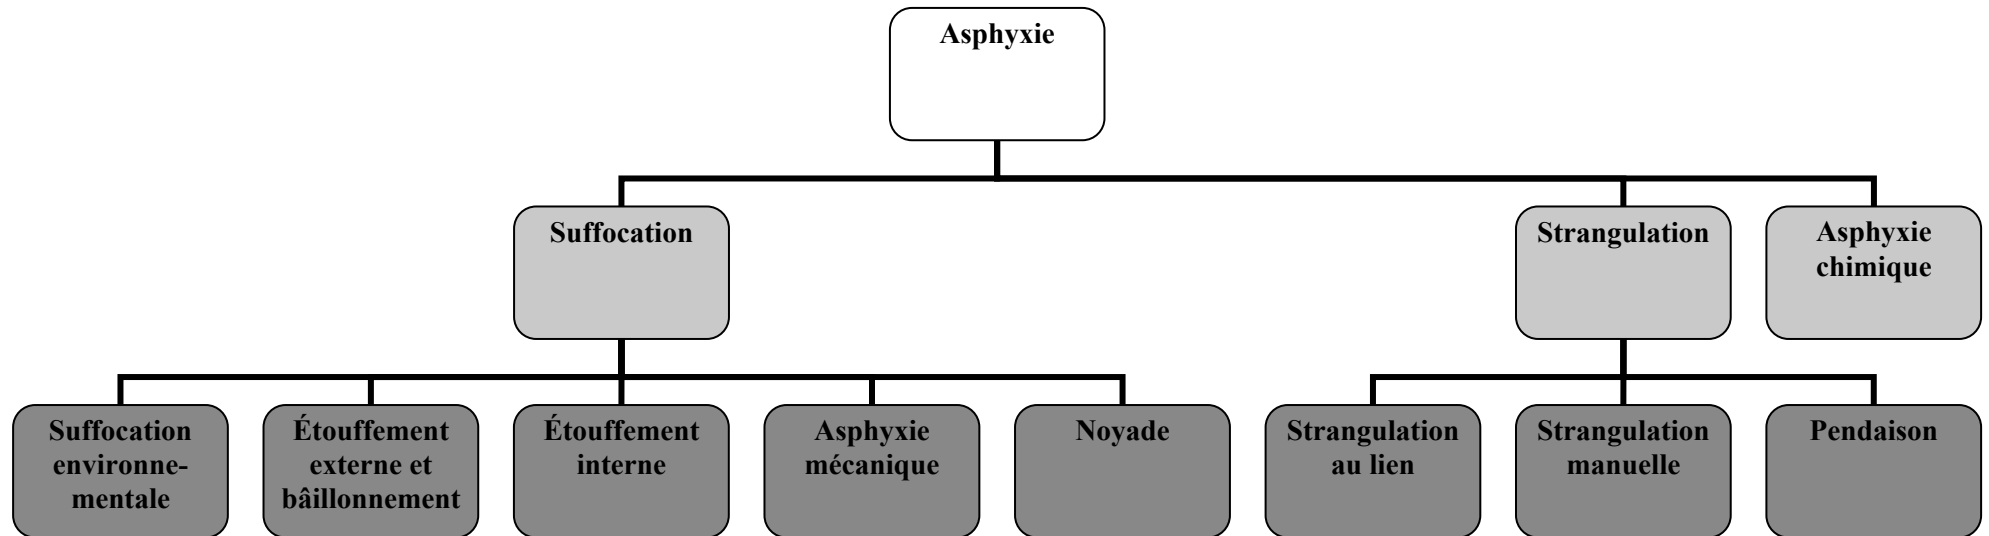 Asphyxie
Suffocation
Strangulation
Asphyxie
chimique
Suffocation
environne-
mentale
Étouffement
externe et
bâillonnement
Étouffement
interne
Asphyxie
mécanique
Noyade
Strangulation
au lien
Strangulation
manuelle
Pendaison